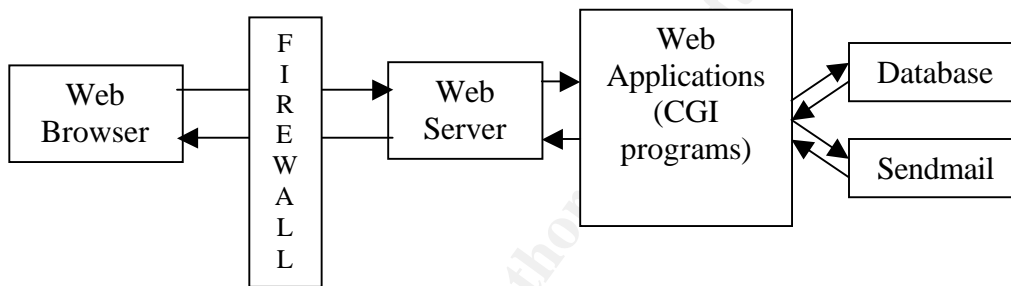 Web
Browser
F
I
R
E
W
A
L
L
Web
Server
Web
Applications
(CGI
programs)
Database
Sendmail